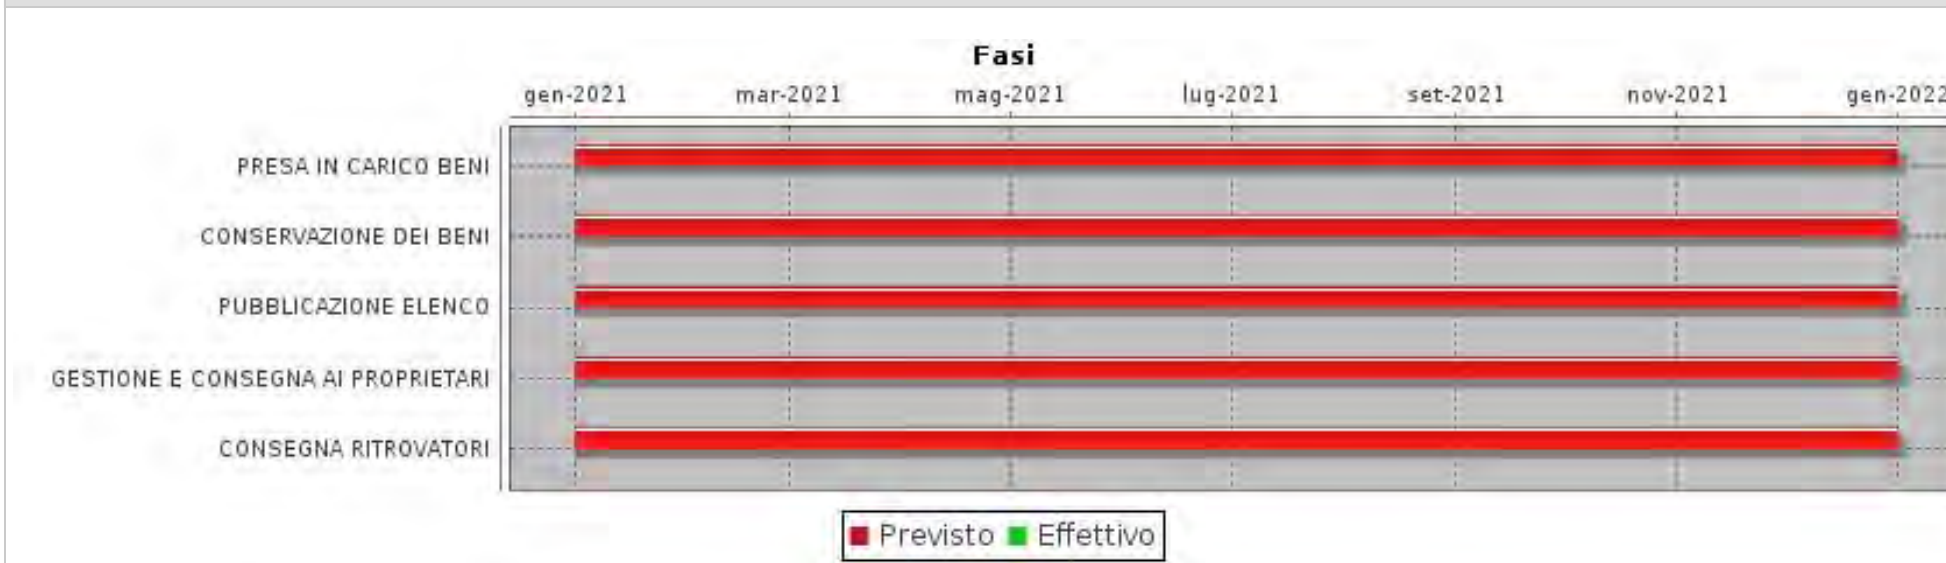 Fasi
gen-2021 mar-2021 mag-2021 lug-2021 set-2021 nov-2021 gen-2022
PRESA IN CARICO BENI
CONSERVAZIONE DEI BENI
PUBBLICAZIONE ELENCO
GESTIONE E CONSEGNA AI PROPRIETARI
CONSEGNA RITROVATORI
Previsto Effettivo